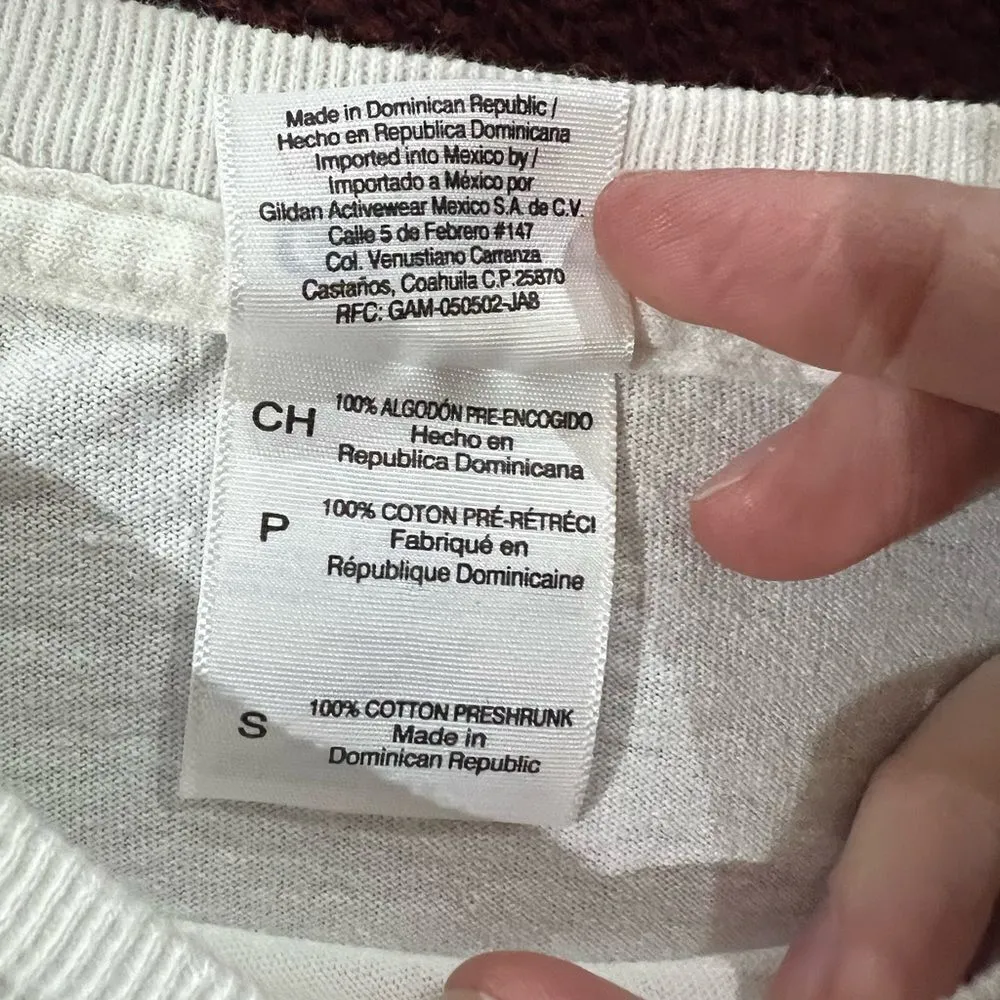 Made in Dominican Republic /
Hecho en Republica Dominicana
Imported into Mexico by /
Importado a México por
Gildan Activewear Mexico S.A. de C.V.
Calle 5 de Febrero #147
Col. Venustiano Carranza
Castaños, Coahuila C.P.25870
RFC: GAM-050502-JA8
CH 100% ALGODÓN PRE-ENCOGIDO
Hecho en
Republica Dominicana
P 100% COTON PRÉ-RÉTRÉCI
Fabriqué en
République Dominicaine
S 100% COTTON PRESHRUNK
Made in
Dominican Republic